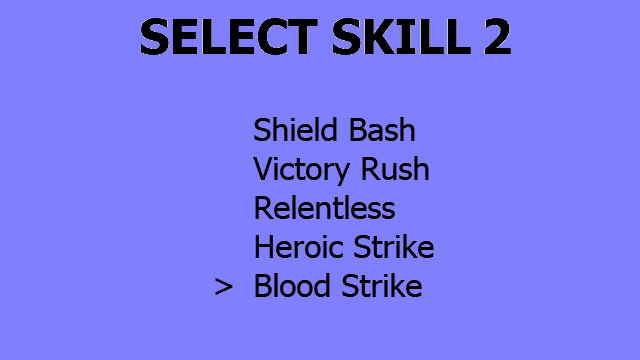 SELECT SKILL 2
Shield Bash
Victory Rush
Relentless
Heroic Strike
> Blood Strike